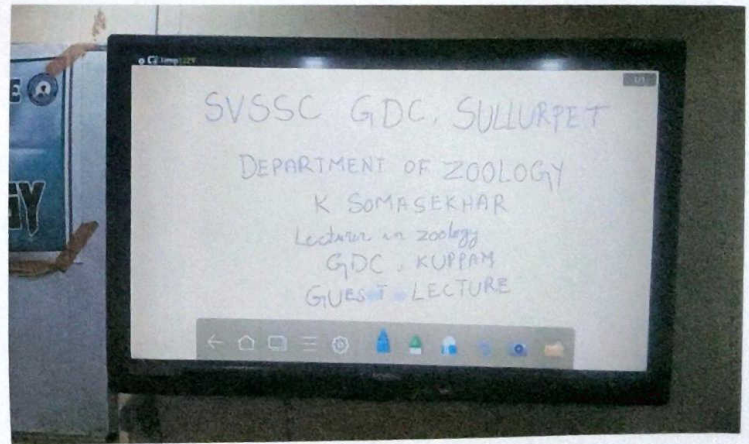 SVSSC GDC, SULLURPET
DEPARTMENT OF ZOOLOGY
K SOMASEKHAR
Lecturer in zoology
GDC, KUPPAM
GUEST LECTURE